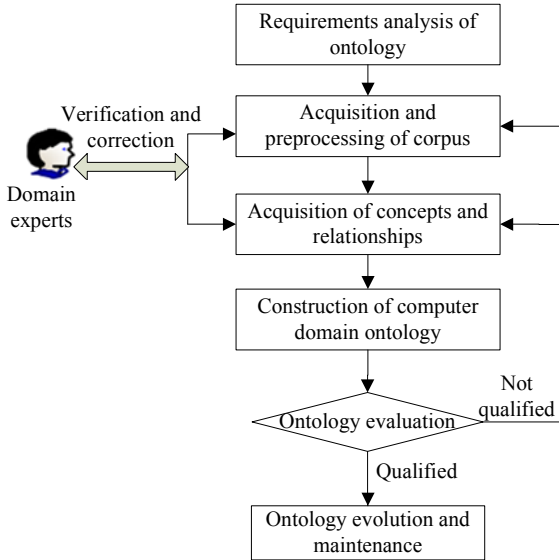 Requirements analysis of
ontology
Verification and
correction
Acquisition and
preprocessing of corpus
Domain
experts
Acquisition of concepts and
relationships
Construction of computer
domain ontology
Not
qualified
Ontology evaluation
Qualified
Ontology evolution and
maintenance